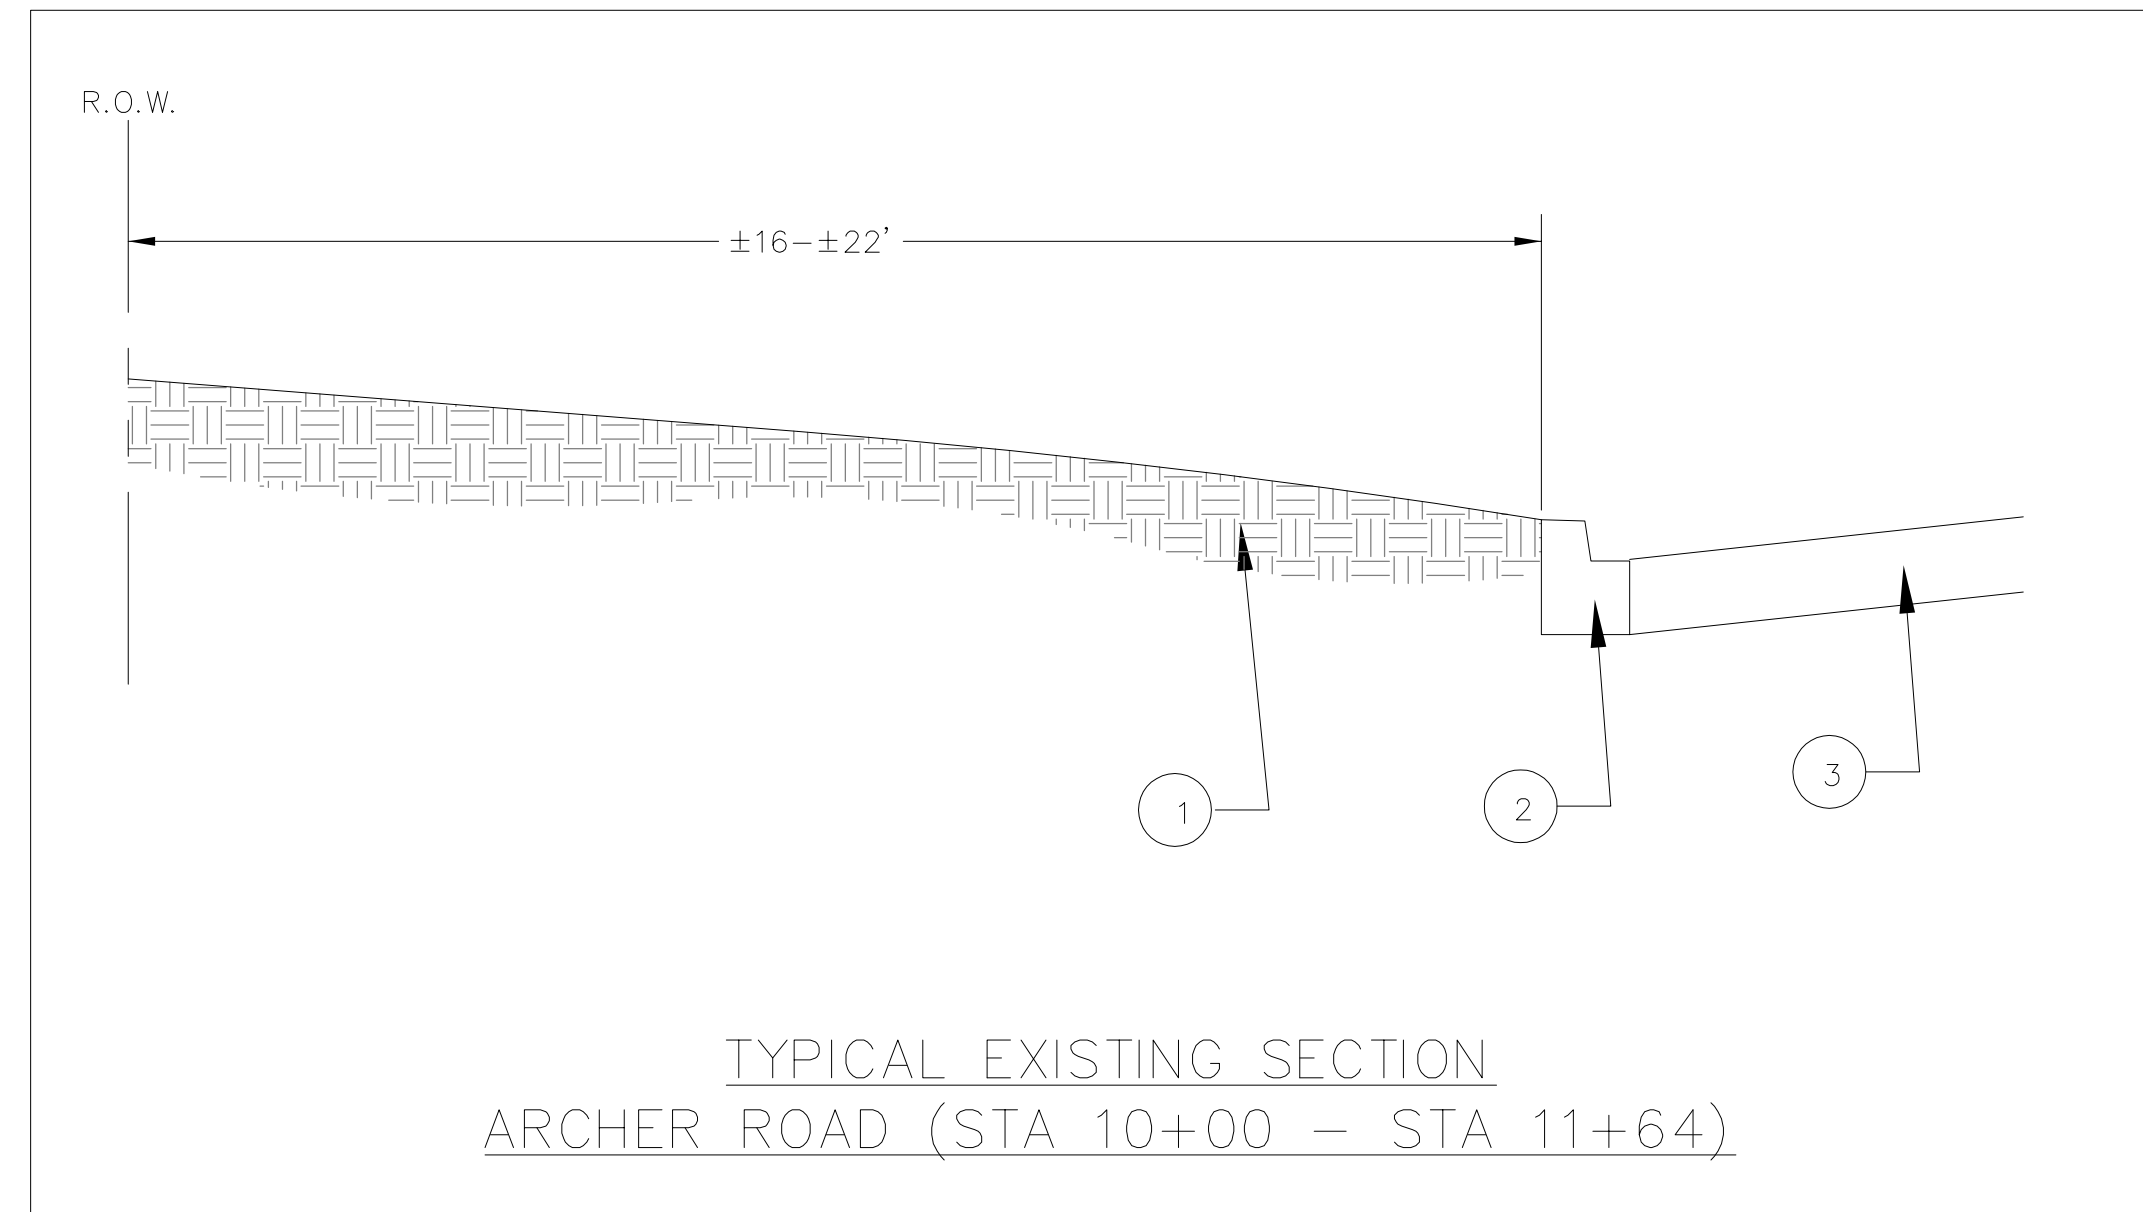 R.O.W.
±16-±22'
1
2
3
TYPICAL EXISTING SECTION
ARCHER ROAD (STA 10+00 - STA 11+64)